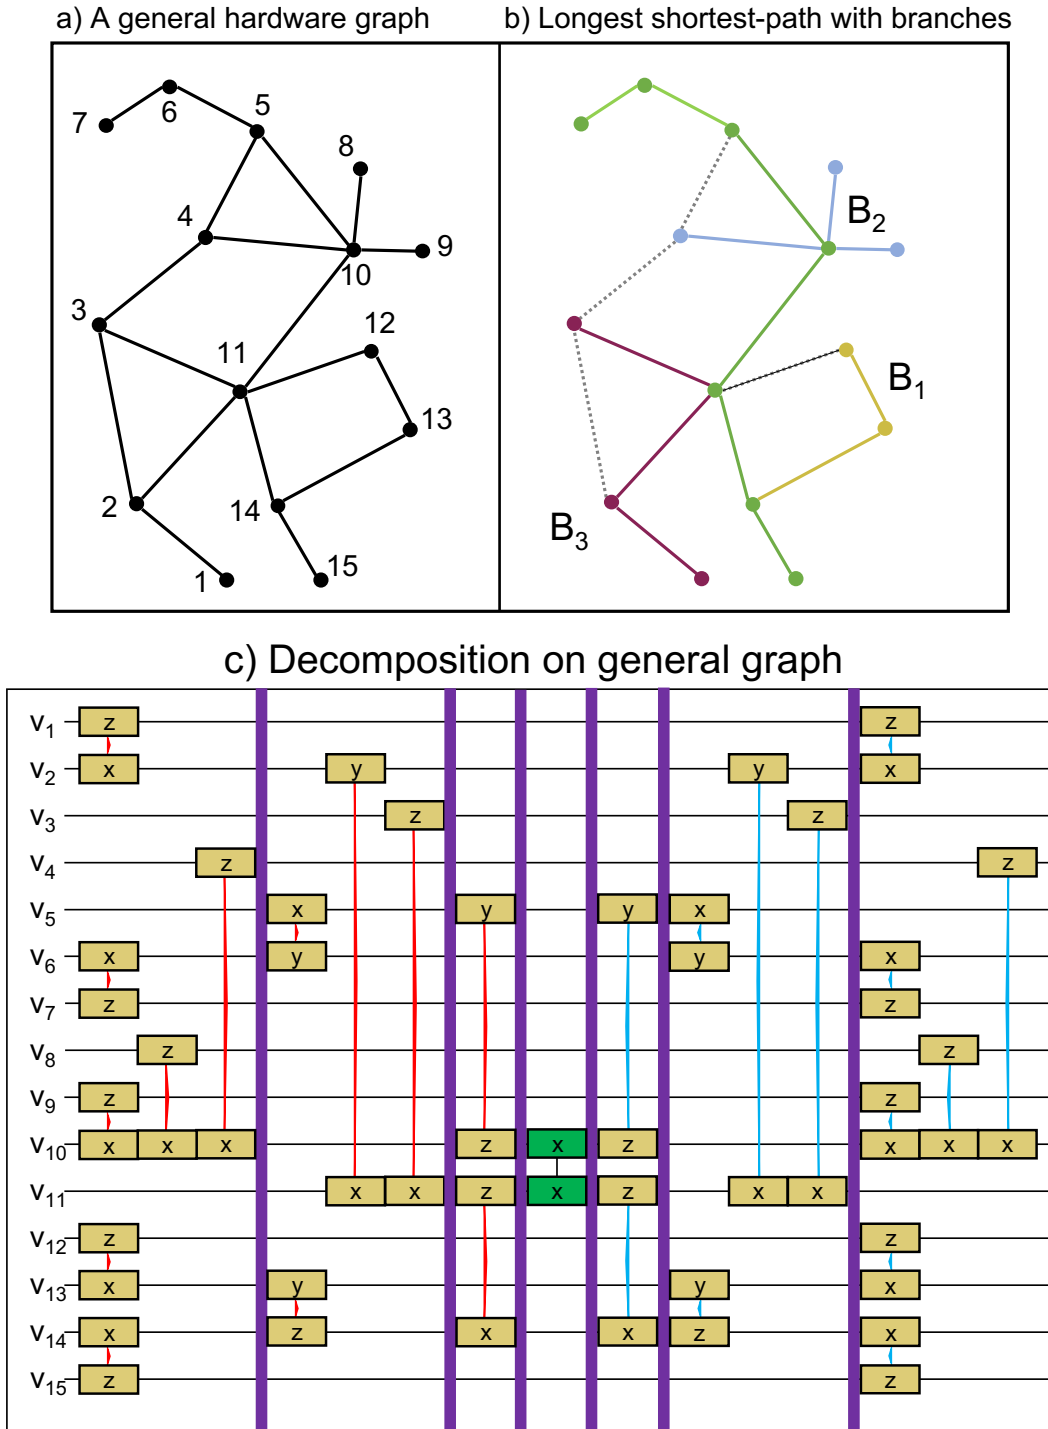 a) A general hardware graph
b) Longest shortest-path with branches
7
6
5
8
4
9
10
3
12
11
13
2
14
1
15
B2
B1
B3
c) Decomposition on general graph
v1 z z
v2 x y y x
v3 z z
v4 z z
v5 x y y x
v6 x y y x
v7 z z
v8 z z
v9 z z
v10 x x x z x z x x x
v11 x x z x z x x
v12 z z
v13 x y y x
v14 x z x x z x
v15 z z